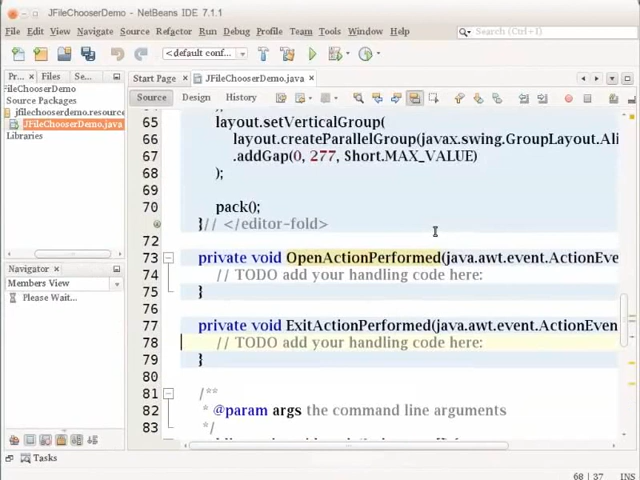 JFileChooserDemo - NetBeans IDE 7.1.1
File Edit View Navigate Source Refactor Run Debug Profile Team Tools Window Help
Search (Ctrl+I)
<default conf...
Pr... Files Se...
Start Page JFileChooserDemo.java
Source Design History
JFileChooserDemo
Source Packages
jfilechooserdemo.resource
JFileChooserDemo.java
Libraries
Navigator
Members View
Please Wait...
65 layout.setVerticalGroup(
66 layout.createParallelGroup(javax.swing.GroupLayout.Ali
67 .addGap(0, 277, Short.MAX_VALUE)
68 );
69
70 pack();
}// </editor-fold>
72
73 private void OpenActionPerformed(java.awt.event.ActionEve
74 // TODO add your handling code here:
75 }
76
77 private void ExitActionPerformed(java.awt.event.ActionEven
78 // TODO add your handling code here:
79 }
80
81 /**
82 * @param args the command line arguments
83 */
Tasks
68 | 37 INS